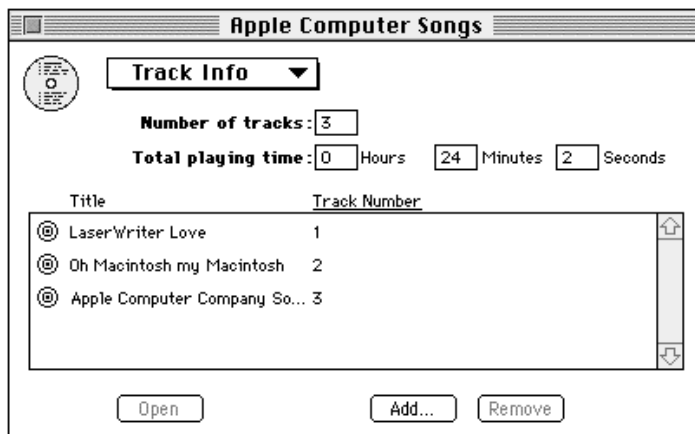 Apple Computer Songs
Track Info
Number of tracks: 3
Total playing time: 0 Hours 24 Minutes 2 Seconds
Title Track Number
LaserWriter Love 1
Oh Macintosh my Macintosh 2
Apple Computer Company So... 3
Open Add... Remove